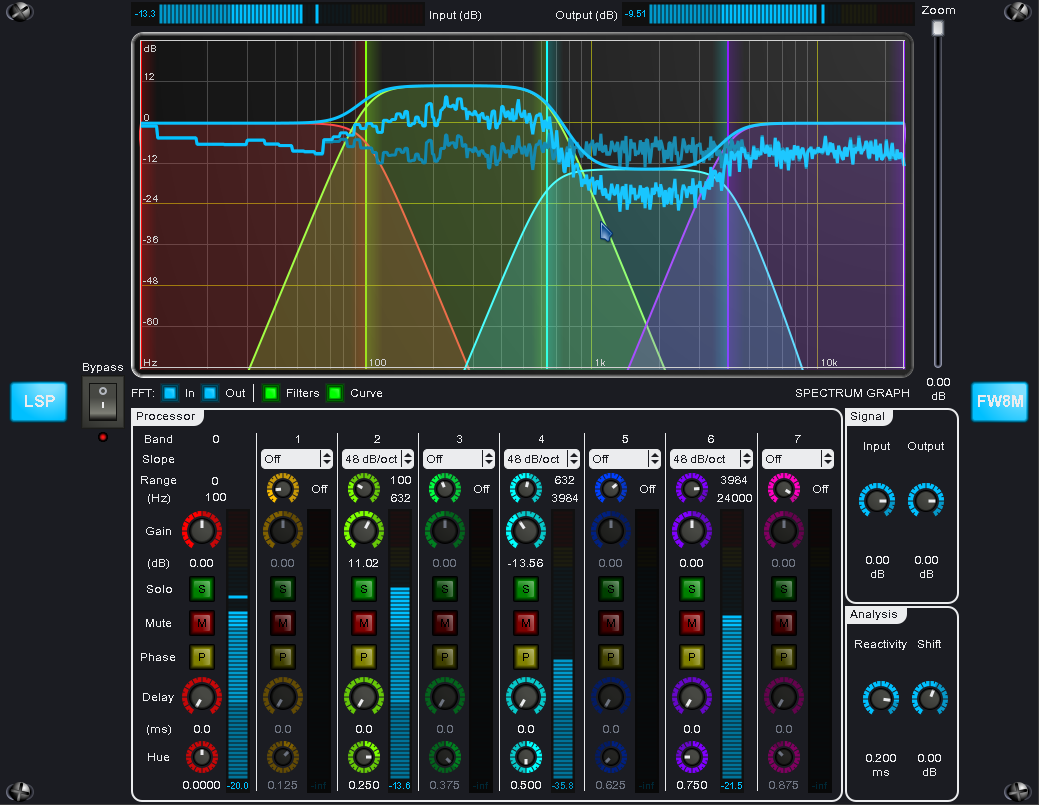 -13.3 Input (dB) Output (dB) -9.51 Zoom
dB
12
0
-12
-24
-36
-48
-60
Hz 100 1k 10k
0.00
dB
Bypass
LSP
FW8M
FFT: In Out Filters Curve SPECTRUM GRAPH
Processor
Band 0 1 2 3 4 5 6 7
Slope Off 48 dB/oct Off 48 dB/oct Off 48 dB/oct Off
Range 0 Off 100 Off 632 Off 3984 Off
(Hz) 100 632 3984 24000
Gain
(dB) 0.00 0.00 11.02 0.00 -13.56 0.00 0.00 0.00
Solo S S S S S S S S
Mute M M M M M M M M
Phase P P P P P P P P
Delay
(ms) 0.0 0.0 0.0 0.0 0.0 0.0 0.0 0.0
Hue
0.0000 -20.0 0.125 -inf 0.250 -13.6 0.375 -inf 0.500 -35.8 0.625 -inf 0.750 -21.5 0.875 -inf
Signal
Input Output
0.00 0.00
dB dB
Analysis
Reactivity Shift
0.200 0.00
ms dB